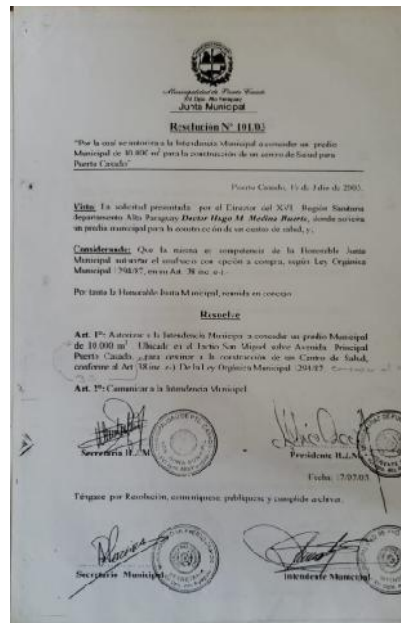 Municipalidad de Puerto Casado
Junta Municipal
Resolución N° 101/03
"Por la cual se autoriza a la Intendencia Municipal a conceder un predio
Municipal de 10.000 m² para la construcción de un centro de Salud para
Puerto Casado"
Puerto Casado, de Julio de 2003.
Visto: La solicitud presentada por el Director del XVI Región Sanitaria
departamento Alto Paraguay Doctor Hugo M. Medina Huerta, donde solicita
un predio municipal para la construcción de un centro de salud, y;
Considerando: Que la misma es competencia de la Honorable Junta
Municipal autorizar el usufructo con opción a compra, según Ley Orgánica
Municipal 1294/87, en su Art. 38 inc.
Por tanto la Honorable Junta Municipal, reunida en concejo
Resuelve
Art. 1º: Autorizar a la Intendencia Municipal a conceder un predio Municipal
de 10.000 m² Ubicado en el Barrio San Miguel sobre Avenida Principal
Puerto Casado, para destinar a la construcción de un Centro de Salud,
conforme al Art 38 inc. De la Ley Orgánica Municipal 1294/87
Art. 2º: Comunicar a la Intendencia Municipal
Secretaria H.J.M
Presidente H.J.M
Fecha: 17/07/03
Téngase por Resolución, comuníquese, publíquese y cumplido archivar.
Secretario Municipal
Intendente Municipal